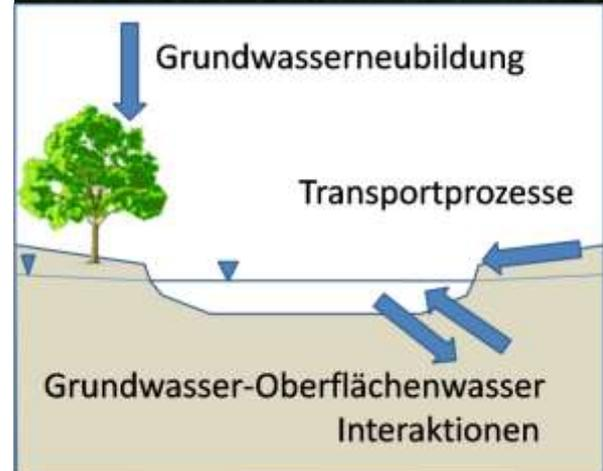 Grundwasserneubildung
Transportprozesse
Grundwasser-Oberflächenwasser
Interaktionen